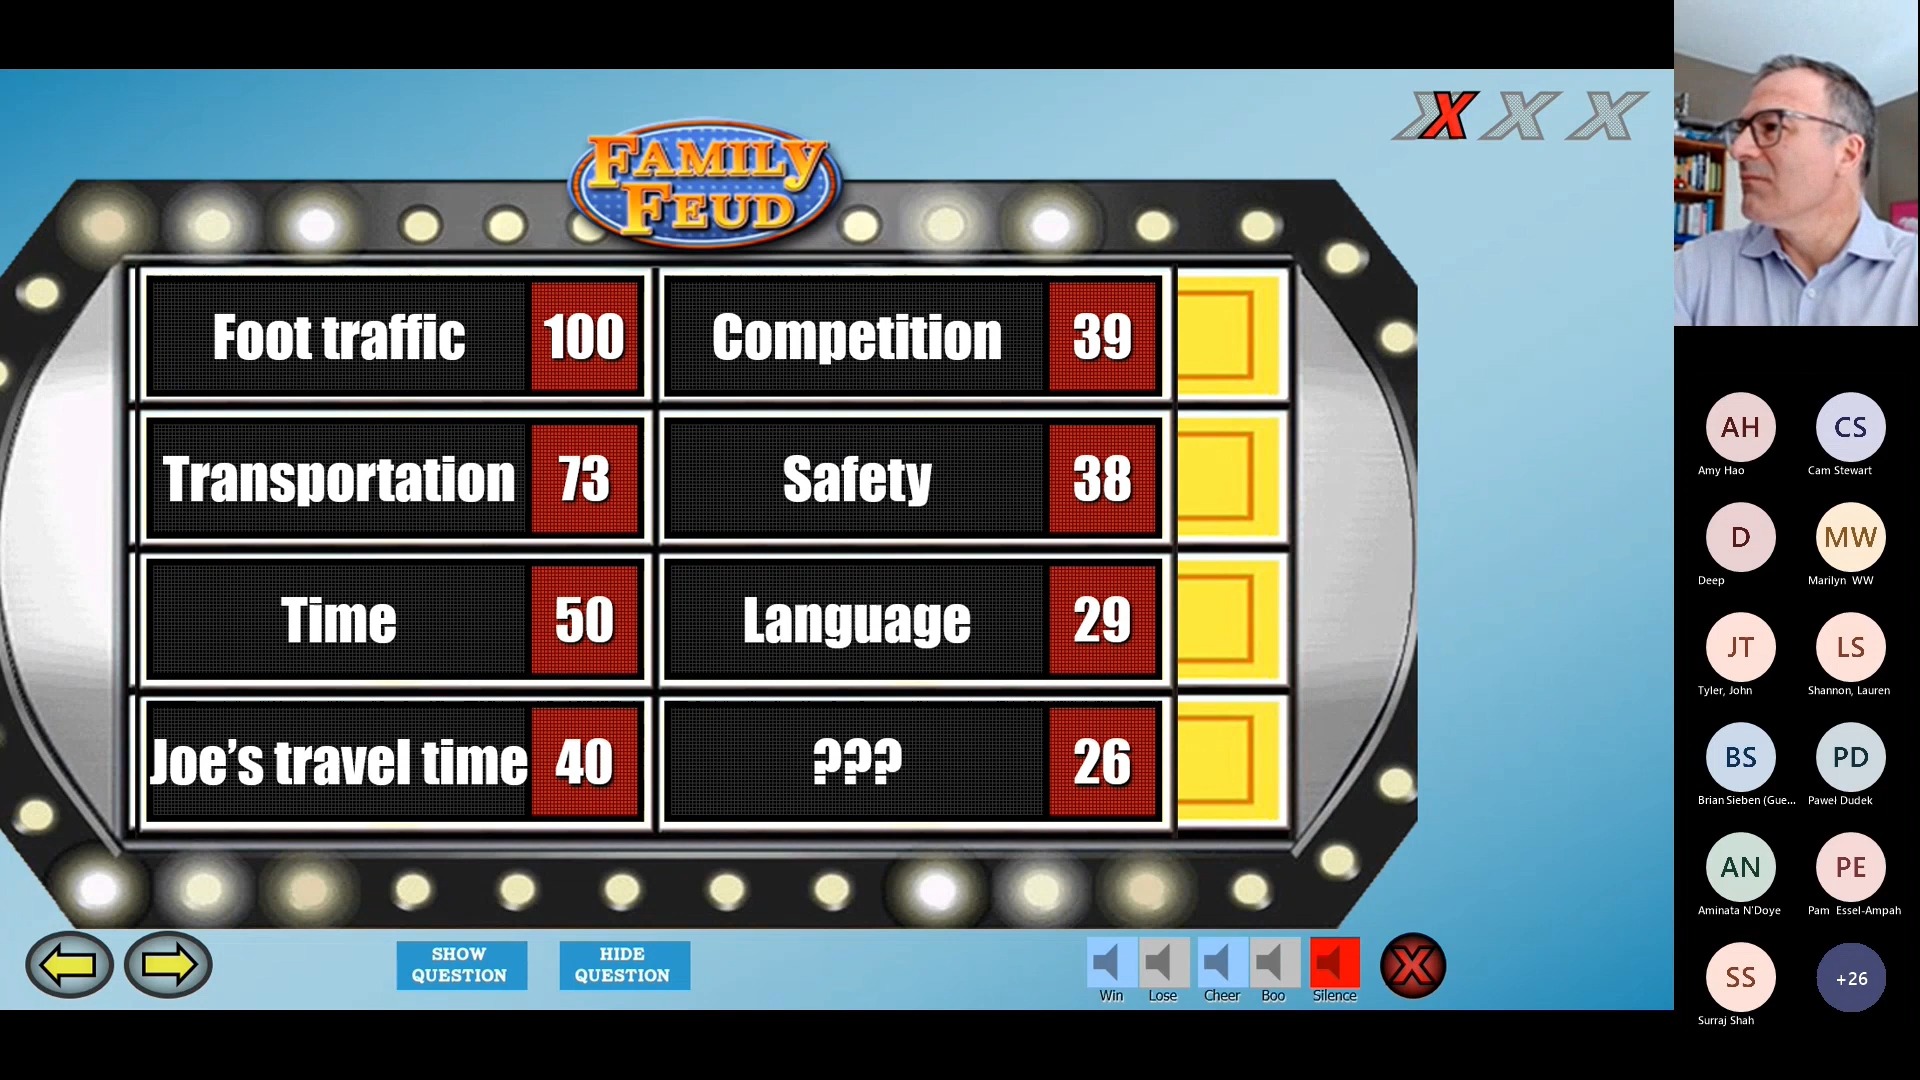 X X X
FAMILY
FEUD
Foot traffic 100
Competition 39
Transportation 73
Safety 38
Time 50
Language 29
Joe's travel time 40
??? 26
SHOW
QUESTION
HIDE
QUESTION
Win
Lose
Cheer
Boo
Silence
X
AH
Amy Hao
CS
Cam Stewart
D
Deep
MW
Marilyn WW
JT
Tyler, John
LS
Shannon, Lauren
BS
Brian Sieben (Gue...
PD
Paweł Dudek
AN
Aminata N'Doye
PE
Pam Essel-Ampah
SS
Surraj Shah
+26